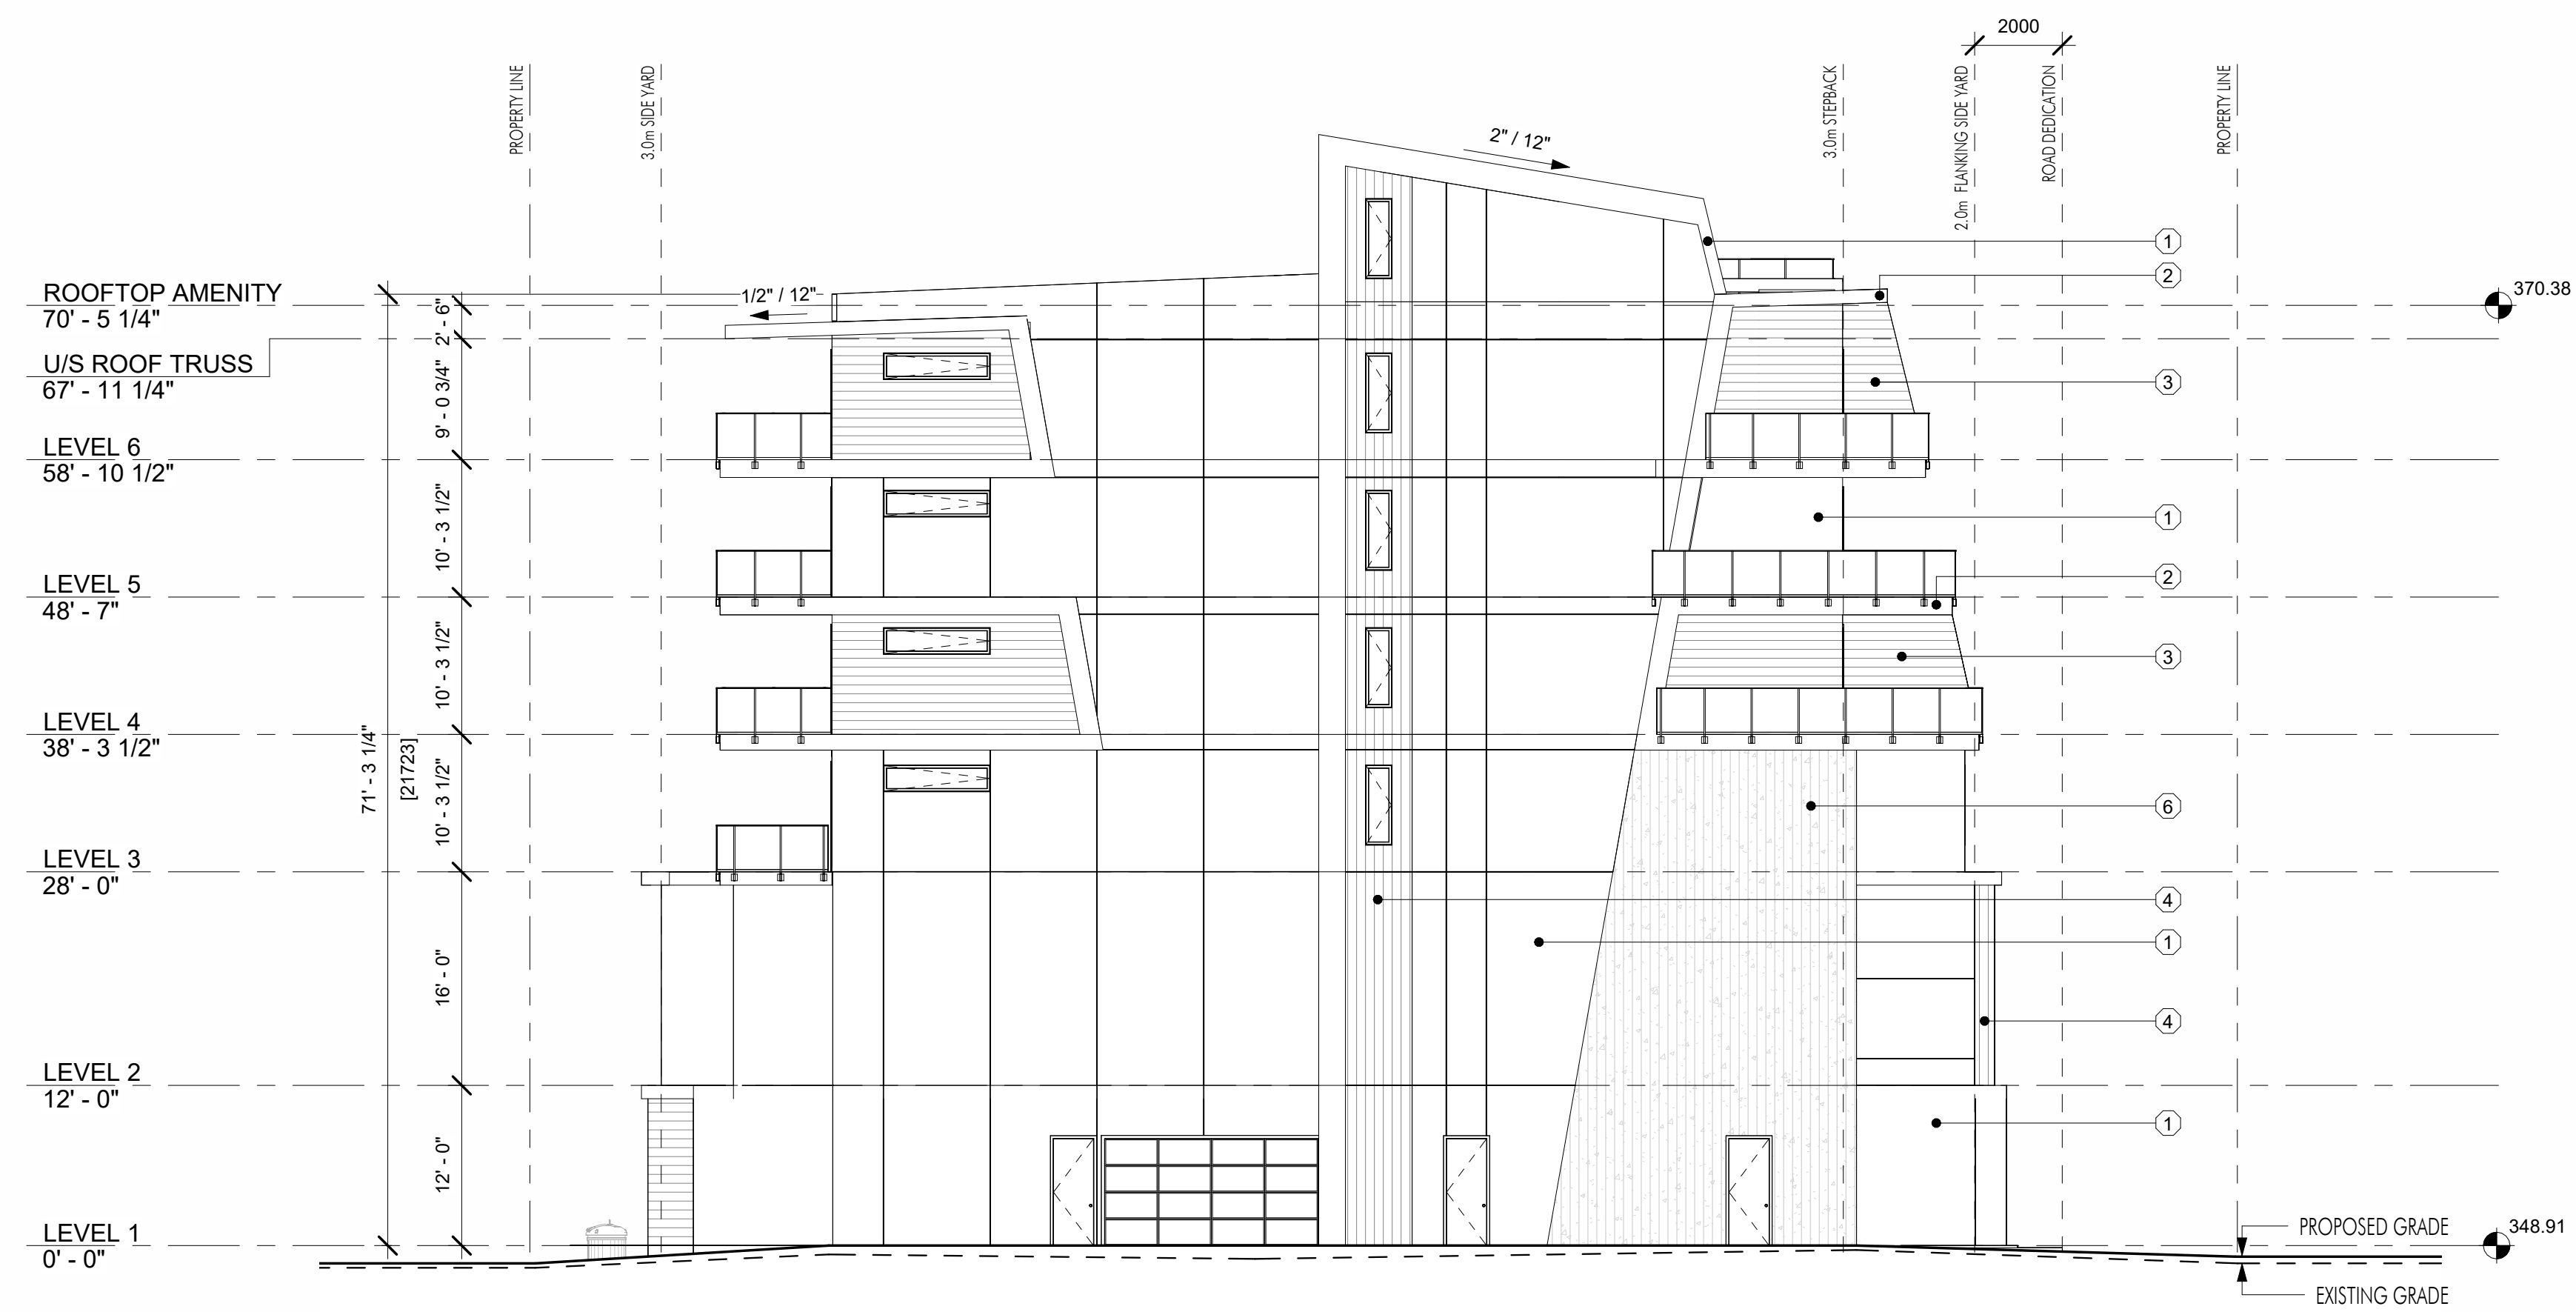 2000
PROPERTY LINE
3.0m SIDE YARD
3.0m STEPBACK
2.0m FLANKING SIDE YARD
ROAD DEDICATION
PROPERTY LINE
2" / 12"
1
2
ROOFTOP AMENITY
70' - 5 1/4"
1/2" / 12"
2' - 6"
370.38
U/S ROOF TRUSS
67' - 11 1/4"
9' - 0 3/4"
3
LEVEL 6
58' - 10 1/2"
10' - 3 1/2"
1
LEVEL 5
48' - 7"
2
10' - 3 1/2"
3
LEVEL 4
38' - 3 1/2"
71' - 3 1/4"
[21723]
10' - 3 1/2"
6
LEVEL 3
28' - 0"
4
1
16' - 0"
4
LEVEL 2
12' - 0"
1
12' - 0"
LEVEL 1
0' - 0"
PROPOSED GRADE
348.91
EXISTING GRADE